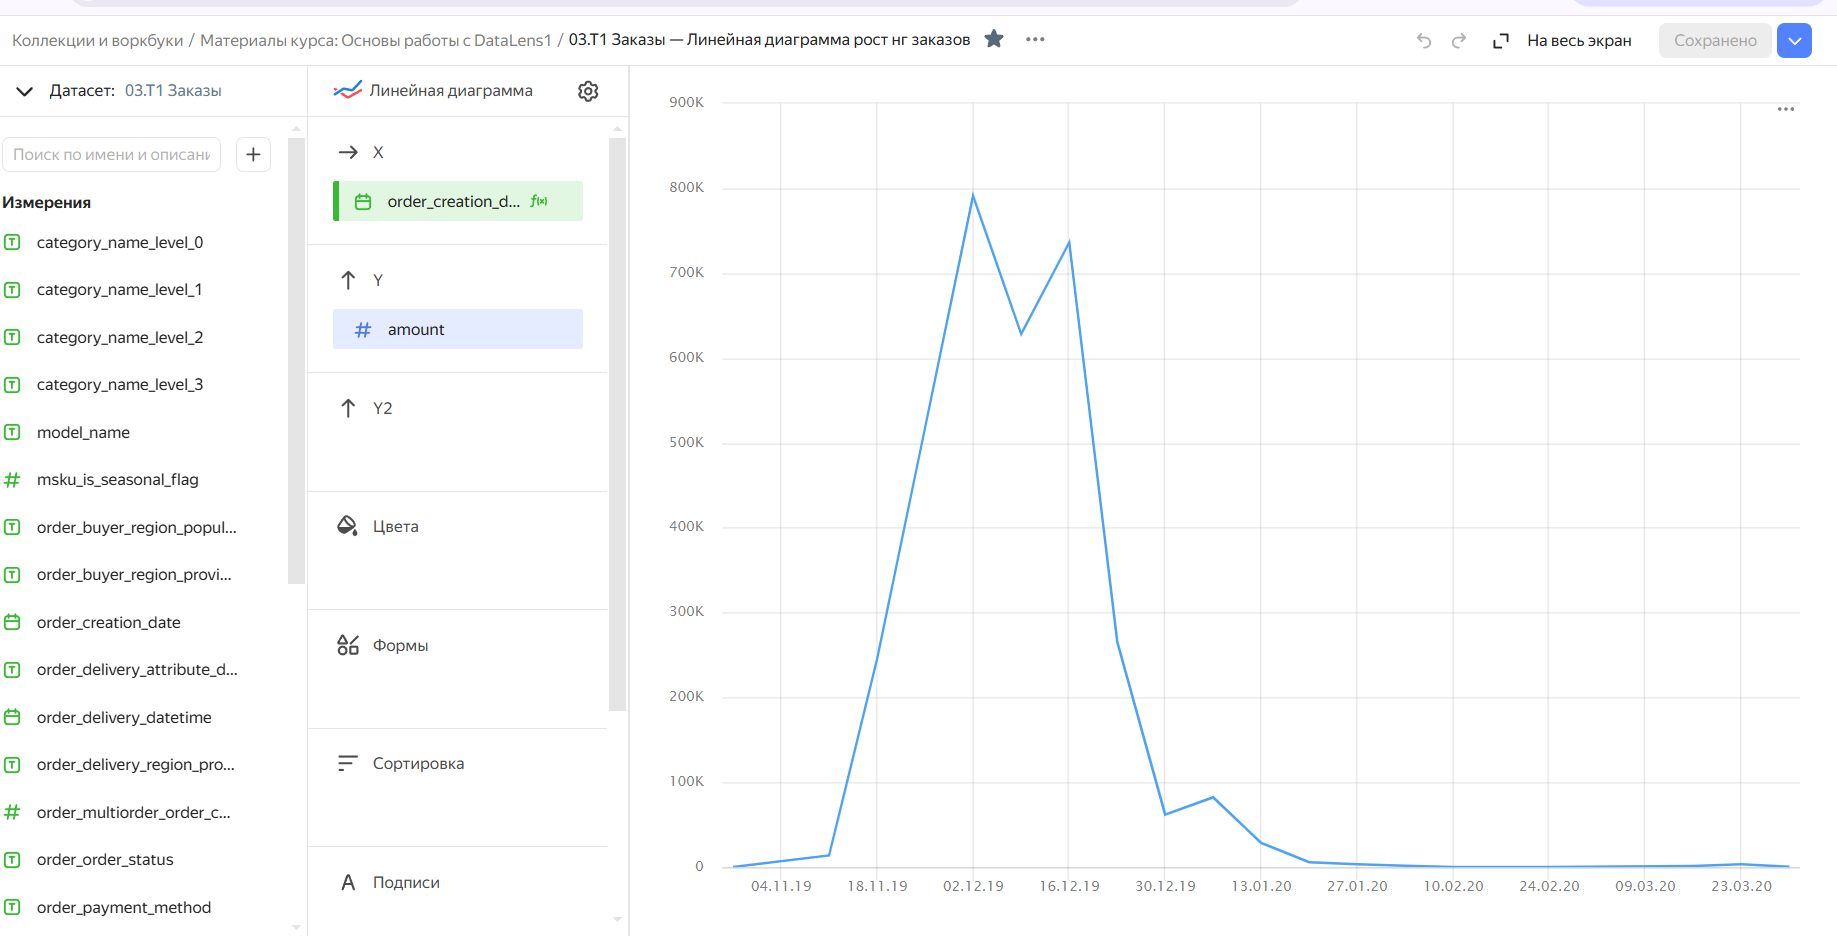 Коллекции и воркбуки / Материалы курса: Основы работы с DataLens1 / 03.T1 Заказы — Линейная диаграмма рост нг заказов
На весь экран
Сохранено
Датасет: 03.T1 Заказы
Поиск по имени и описани
Измерения
category_name_level_0
category_name_level_1
category_name_level_2
category_name_level_3
model_name
msku_is_seasonal_flag
order_buyer_region_popul...
order_buyer_region_provi...
order_creation_date
order_delivery_attribute_d...
order_delivery_datetime
order_delivery_region_pro...
order_multiorder_order_c...
order_order_status
order_payment_method
Линейная диаграмма
X
order_creation_d... f(x)
Y
amount
Y2
Цвета
Формы
Сортировка
Подписи
900K
800K
700K
600K
500K
400K
300K
200K
100K
0
04.11.19 18.11.19 02.12.19 16.12.19 30.12.19 13.01.20 27.01.20 10.02.20 24.02.20 09.03.20 23.03.20